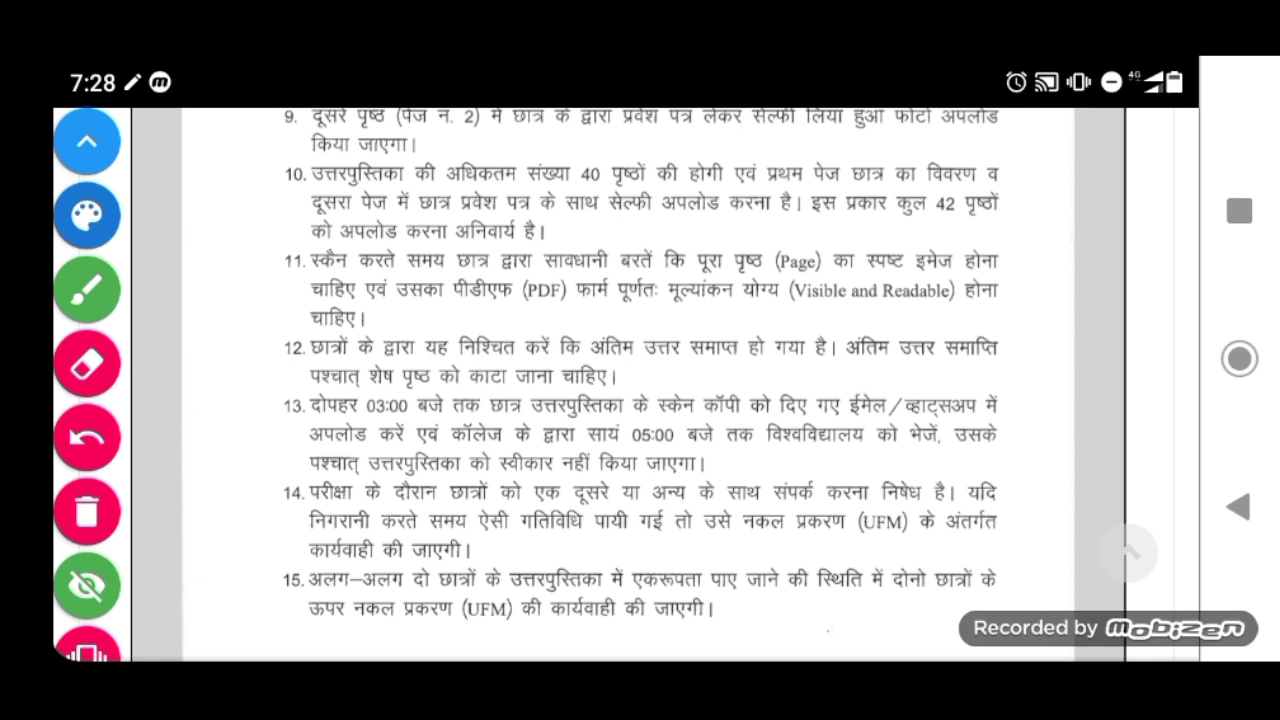 7:28
4G
9. दूसरे पृष्ठ (पेज न. 2) में छात्र के द्वारा प्रवेश पत्र लेकर सेल्फी लिया हुआ फोटो अपलोड
किया जाएगा।
10. उत्तरपुस्तिका की अधिकतम संख्या 40 पृष्ठों की होगी एवं प्रथम पेज छात्र का विवरण व
दूसरा पेज में छात्र प्रवेश पत्र के साथ सेल्फी अपलोड करना है। इस प्रकार कुल 42 पृष्ठों
को अपलोड करना अनिवार्य है।
11. स्कैन करते समय छात्र द्वारा सावधानी बरतें कि पूरा पृष्ठ (Page) का स्पष्ट इमेज होना
चाहिए एवं उसका पीडीएफ (PDF) फार्म पूर्णतः मूल्यांकन योग्य (Visible and Readable) होना
चाहिए।
12. छात्रों के द्वारा यह निश्चित करें कि अंतिम उत्तर समाप्त हो गया है। अंतिम उत्तर समाप्ति
पश्चात् शेष पृष्ठ को काटा जाना चाहिए।
13. दोपहर 03:00 बजे तक छात्र उत्तरपुस्तिका के स्केन कॉपी को दिए गए ईमेल/व्हाट्सअप में
अपलोड करें एवं कॉलेज के द्वारा सायं 05:00 बजे तक विश्वविद्यालय को भेजें, उसके
पश्चात् उत्तरपुस्तिका को स्वीकार नहीं किया जाएगा।
14. परीक्षा के दौरान छात्रों को एक दूसरे या अन्य के साथ संपर्क करना निषेध है। यदि
निगरानी करते समय ऐसी गतिविधि पायी गई तो उसे नकल प्रकरण (UFM) के अंतर्गत
कार्यवाही की जाएगी।
15. अलग–अलग दो छात्रों के उत्तरपुस्तिका में एकरूपता पाए जाने की स्थिति में दोनो छात्रों के
ऊपर नकल प्रकरण (UFM) की कार्यवाही की जाएगी।
Recorded by Mobizen